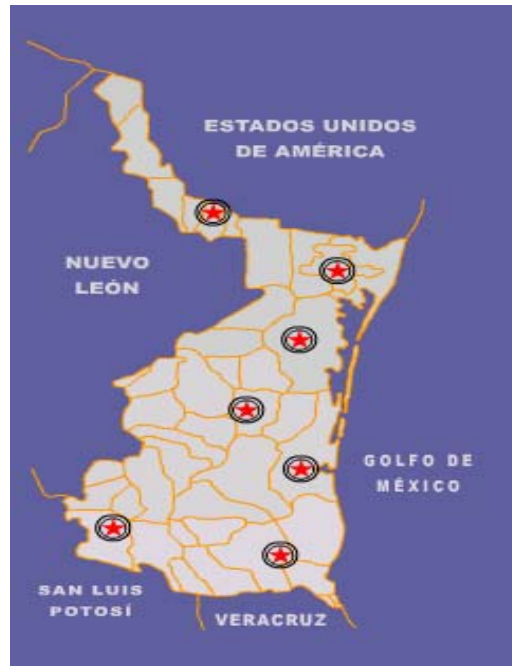 ESTADOS UNIDOS
DE AMÉRICA
NUEVO
LEÓN
GOLFO DE
MÉXICO
SAN LUIS
POTOSÍ
VERACRUZ